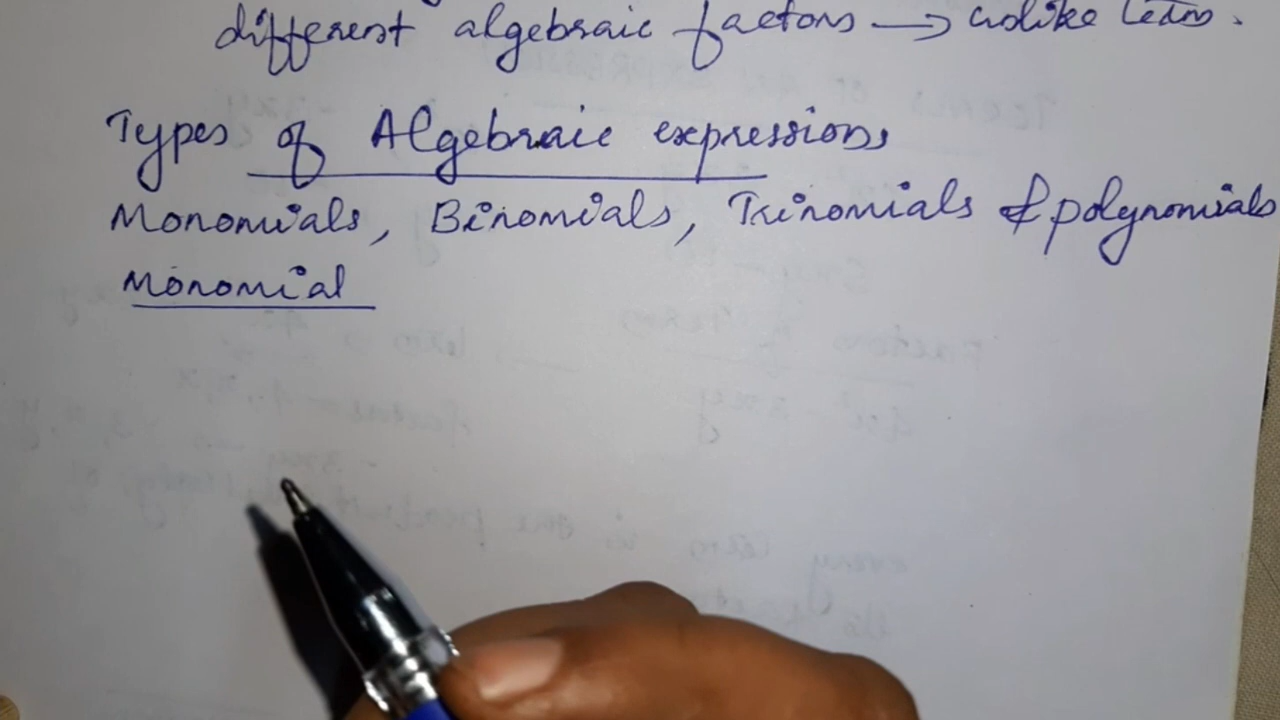 different algebraic factors → unlike terms.
Types of Algebraic expressions
Monomials, Binomials, Trinomials & polynomials
Monomial